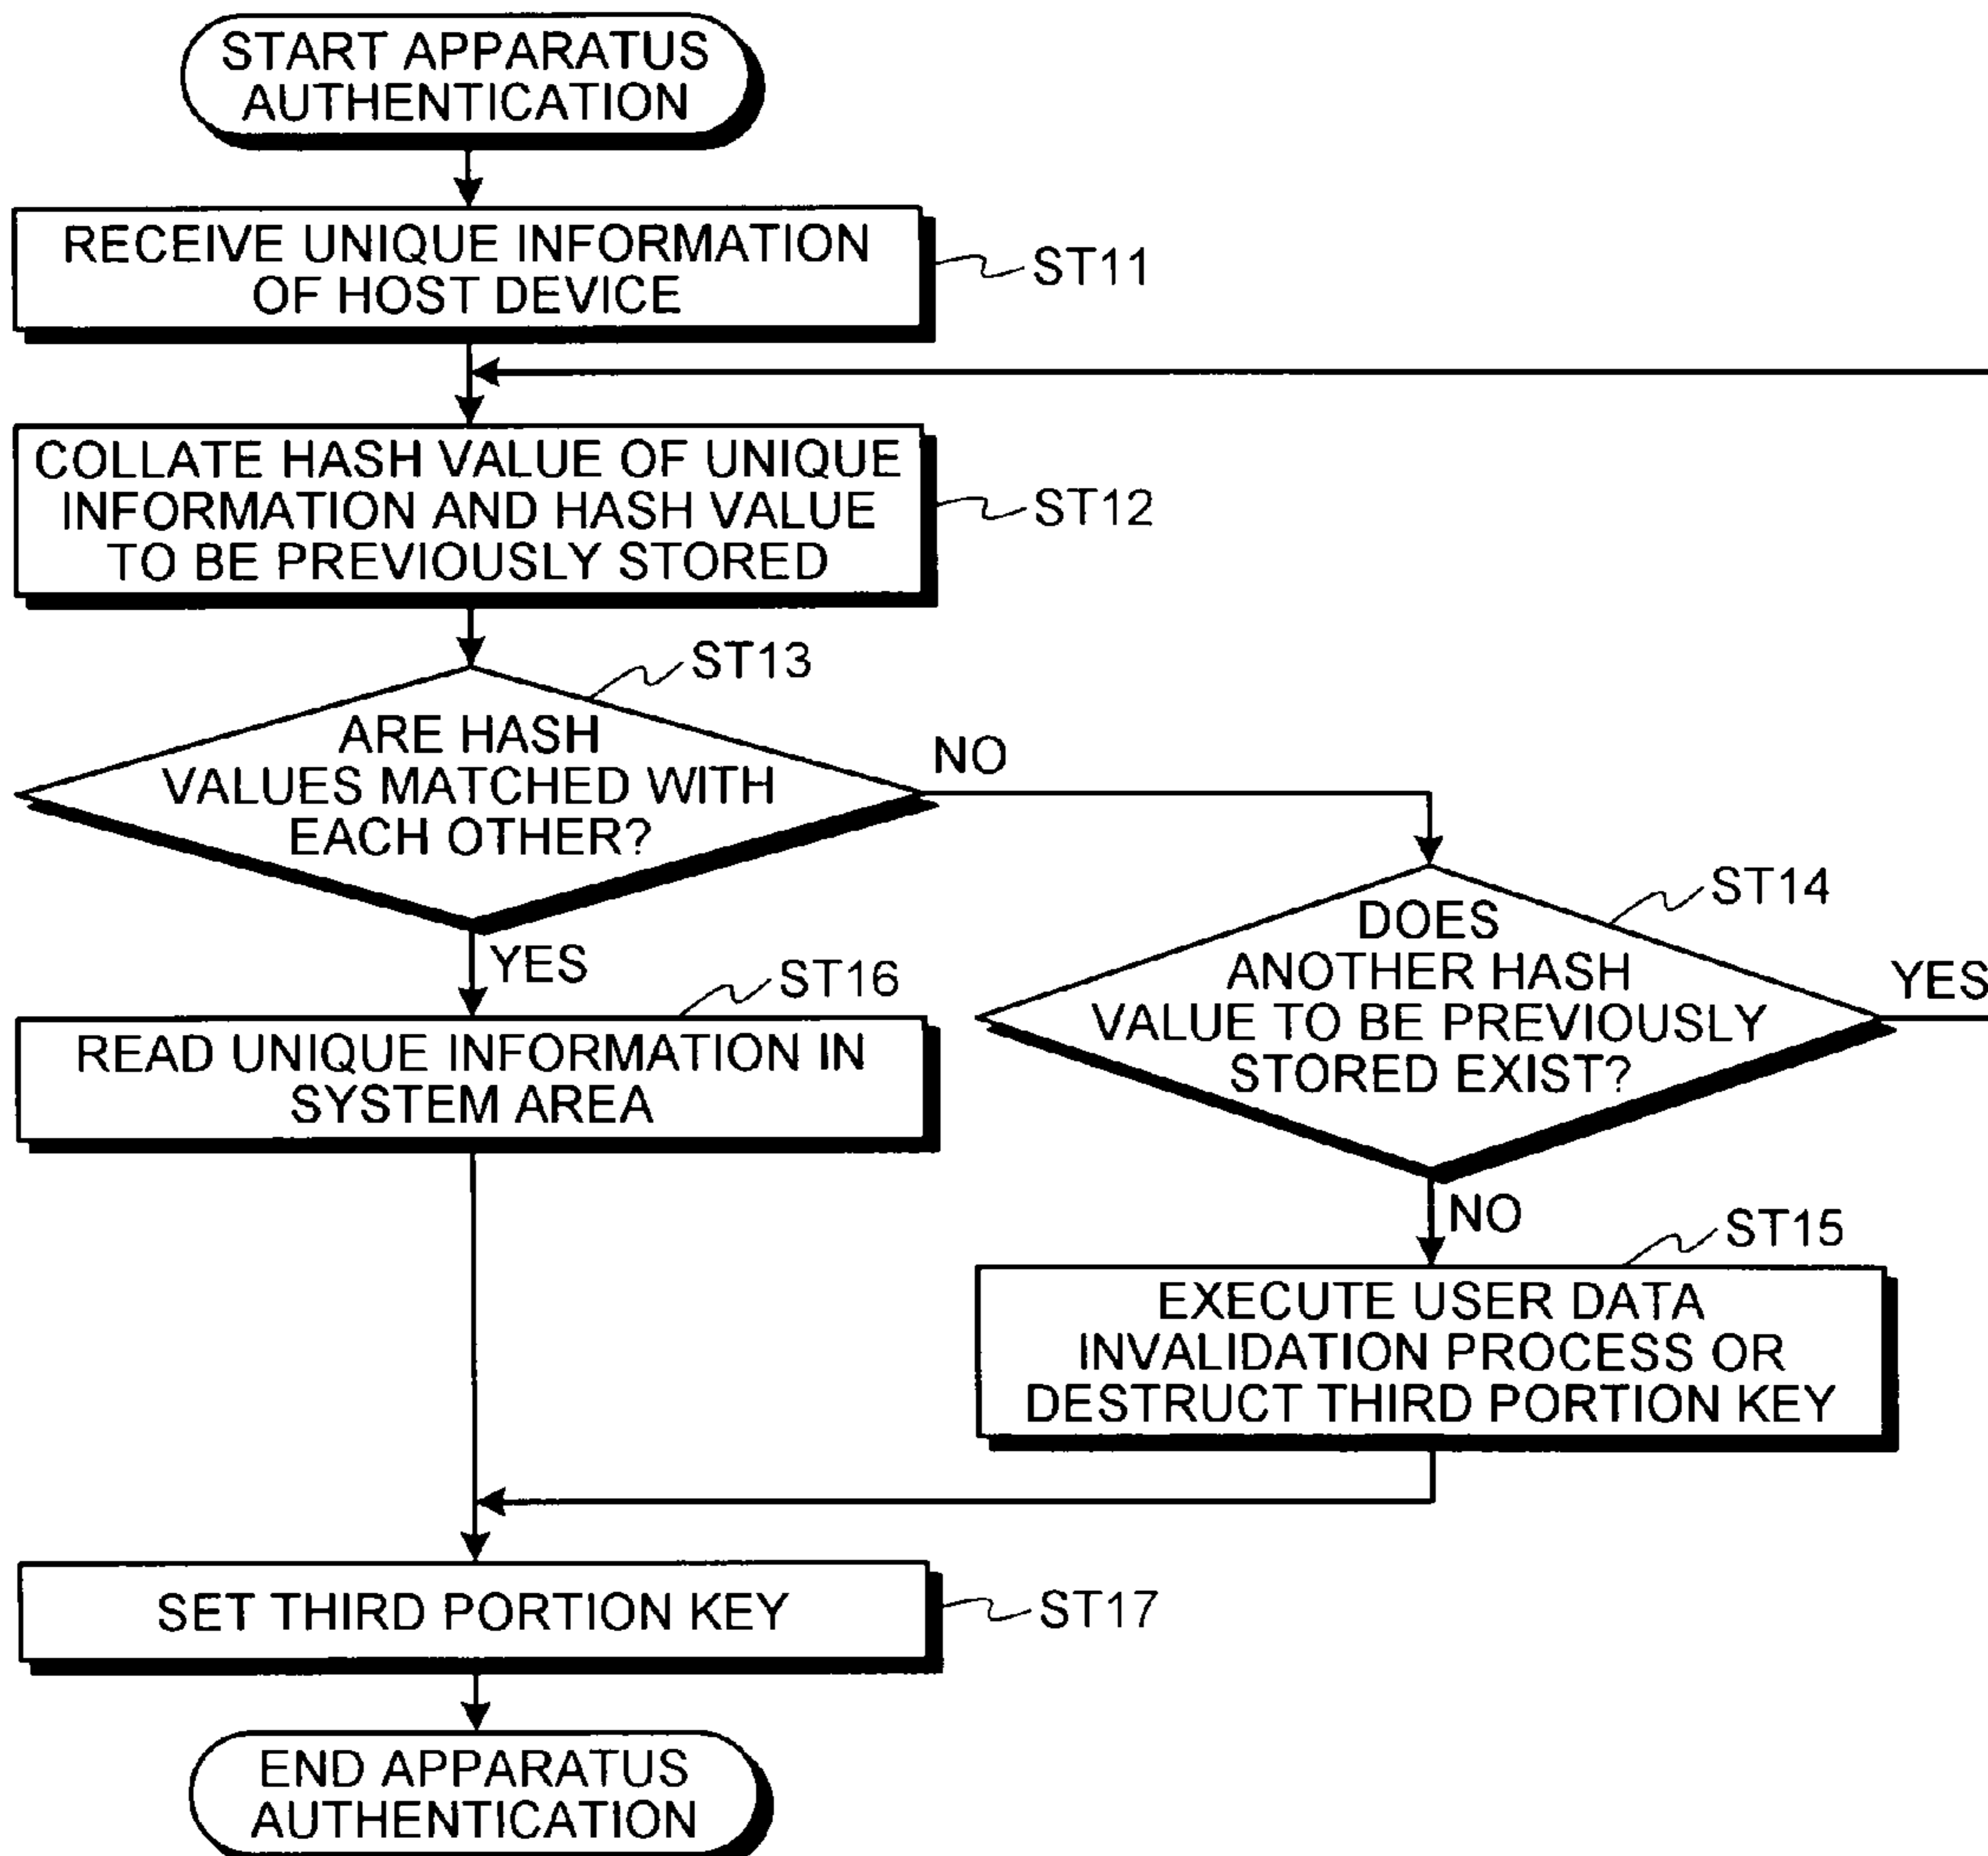 START APPARATUS
AUTHENTICATION
RECEIVE UNIQUE INFORMATION
OF HOST DEVICE
ST11
COLLATE HASH VALUE OF UNIQUE
INFORMATION AND HASH VALUE
TO BE PREVIOUSLY STORED
ST12
ST13
ARE HASH
VALUES MATCHED WITH
EACH OTHER?
NO
YES
ST14
DOES
ANOTHER HASH
VALUE TO BE PREVIOUSLY
STORED EXIST?
YES
NO
ST16
READ UNIQUE INFORMATION IN
SYSTEM AREA
ST15
EXECUTE USER DATA
INVALIDATION PROCESS OR
DESTRUCT THIRD PORTION KEY
SET THIRD PORTION KEY
ST17
END APPARATUS
AUTHENTICATION